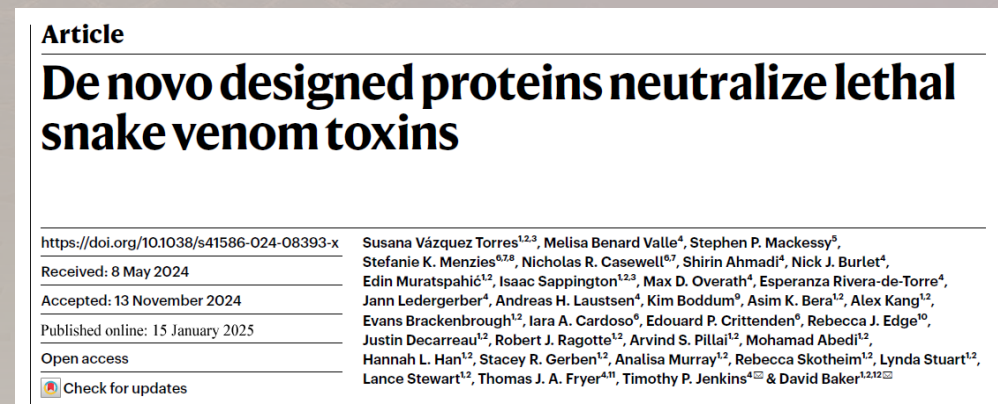 Article
De novo designed proteins neutralize lethal
snake venom toxins
https://doi.org/10.1038/s41586-024-08393-x
Received: 8 May 2024
Accepted: 13 November 2024
Published online: 15 January 2025
Open access
Check for updates
Susana Vázquez Torres1,2,3, Melisa Benard Valle4, Stephen P. Mackessy5,
Stefanie K. Menzies6,7,8, Nicholas R. Casewell6,7, Shirin Ahmadi4, Nick J. Burlet4,
Edin Muratspahić1,2, Isaac Sappington1,2,3, Max D. Overath4, Esperanza Rivera-de-Torre4,
Jann Ledergerber4, Andreas H. Laustsen4, Kim Boddum9, Asim K. Bera1,2, Alex Kang1,2,
Evans Brackenbrough1,2, Iara A. Cardoso6, Edouard P. Crittenden6, Rebecca J. Edge10,
Justin Decarreau1,2, Robert J. Ragotte1,2, Arvind S. Pillai1,2, Mohamad Abedi1,2,
Hannah L. Han1,2, Stacey R. Gerben1,2, Analisa Murray1,2, Rebecca Skotheim1,2, Lynda Stuart1,2,
Lance Stewart1,2, Thomas J. A. Fryer4,11, Timothy P. Jenkins4✉ & David Baker1,2,12✉